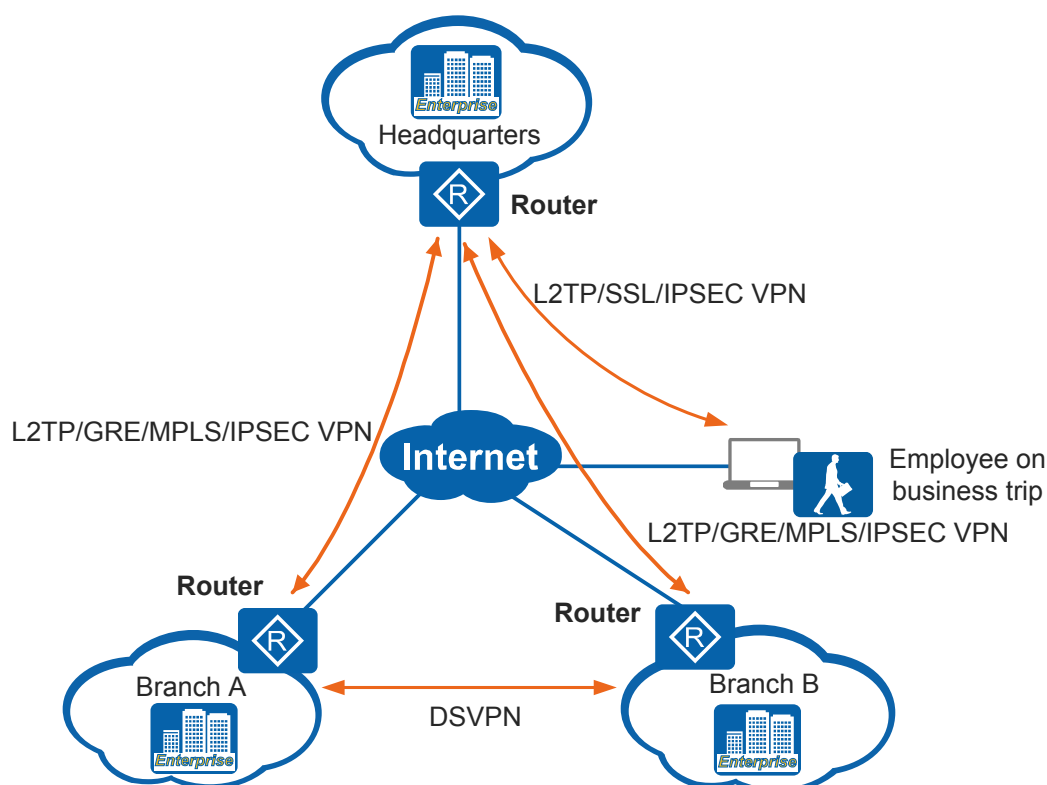 Enterprise
Headquarters
R
Router
L2TP/SSL/IPSEC VPN
L2TP/GRE/MPLS/IPSEC VPN
Internet
Employee on
business trip
L2TP/GRE/MPLS/IPSEC VPN
Router
R
Router
R
Branch A
Branch B
DSVPN
Enterprise
Enterprise